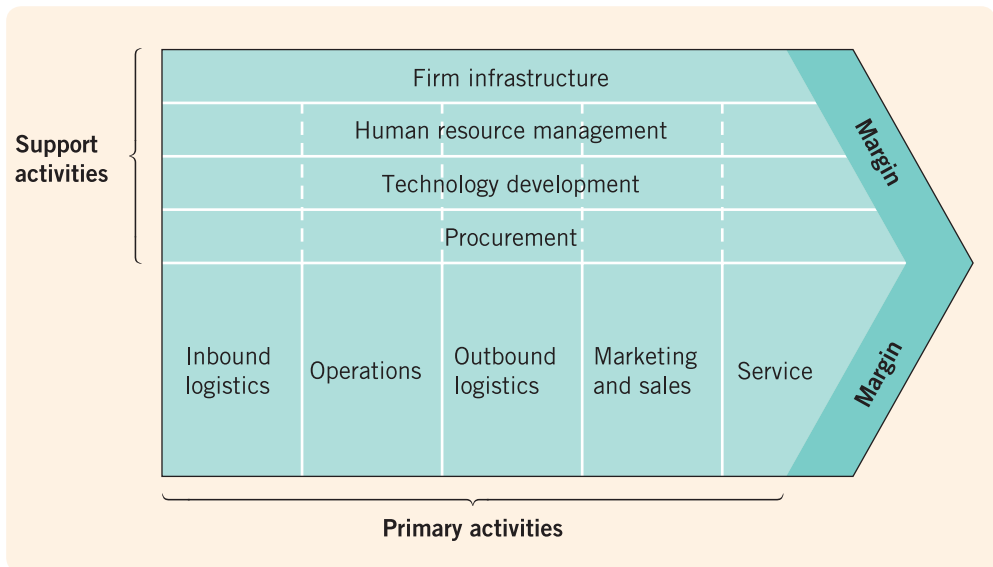 Support
activities
Firm infrastructure
Human resource management
Technology development
Procurement
Margin
Inbound
logistics
Operations
Outbound
logistics
Marketing
and sales
Service
Margin
Primary activities